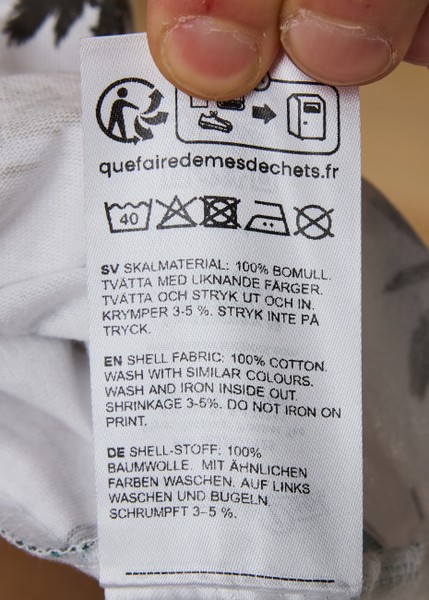 quefairedemesdechets.fr
40
SV SKALMATERIAL: 100% BOMULL.
TVÄTTA MED LIKNANDE FÄRGER.
TVÄTTA OCH STRYK UT OCH IN.
KRYMPER 3-5 %. STRYK INTE PÅ
TRYCK.
EN SHELL FABRIC: 100% COTTON.
WASH WITH SIMILAR COLOURS.
WASH AND IRON INSIDE OUT.
SHRINKAGE 3-5%. DO NOT IRON ON
PRINT.
DE SHELL-STOFF: 100%
BAUMWOLLE. MIT ÄHNLICHEN
FARBEN WASCHEN. AUF LINKS
WASCHEN UND BUGELN.
SCHRUMPFT 3-5 %.